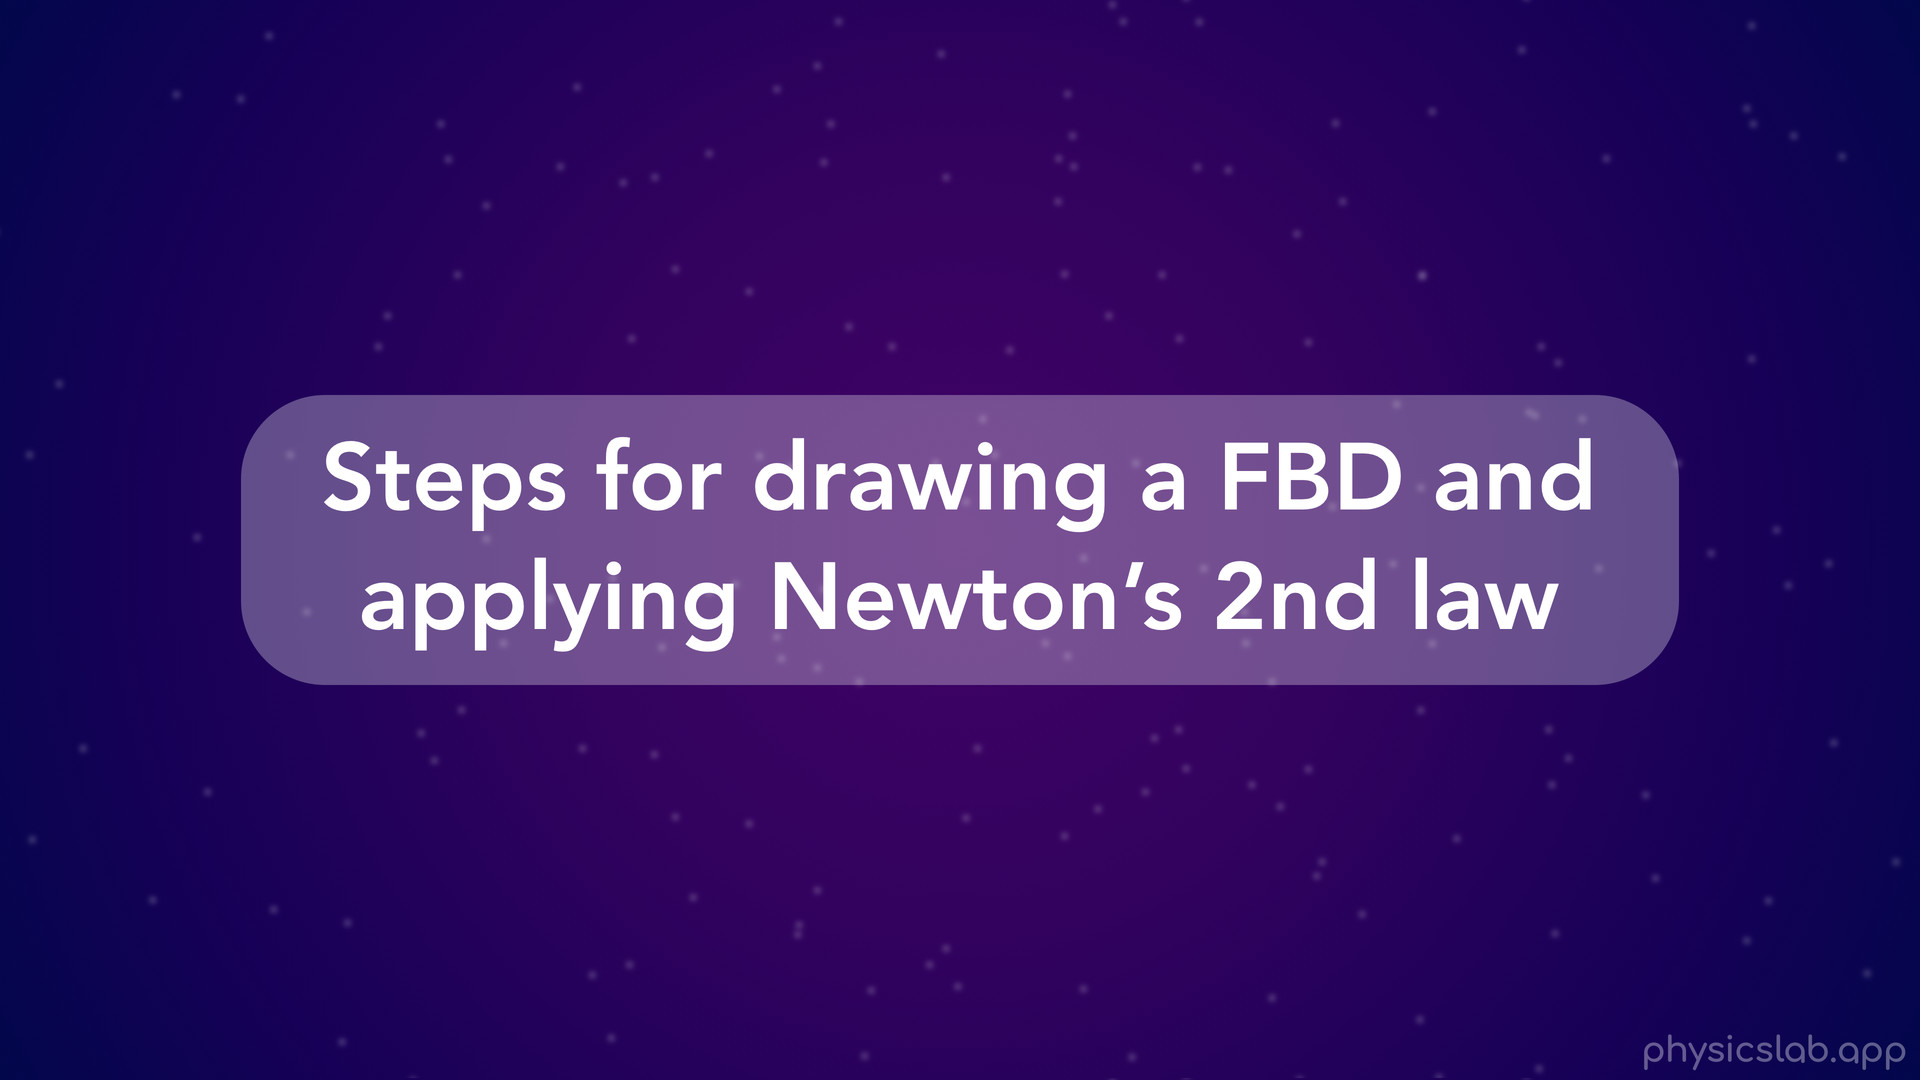 Steps for drawing a FBD and
applying Newton’s 2nd law
physicslab.app